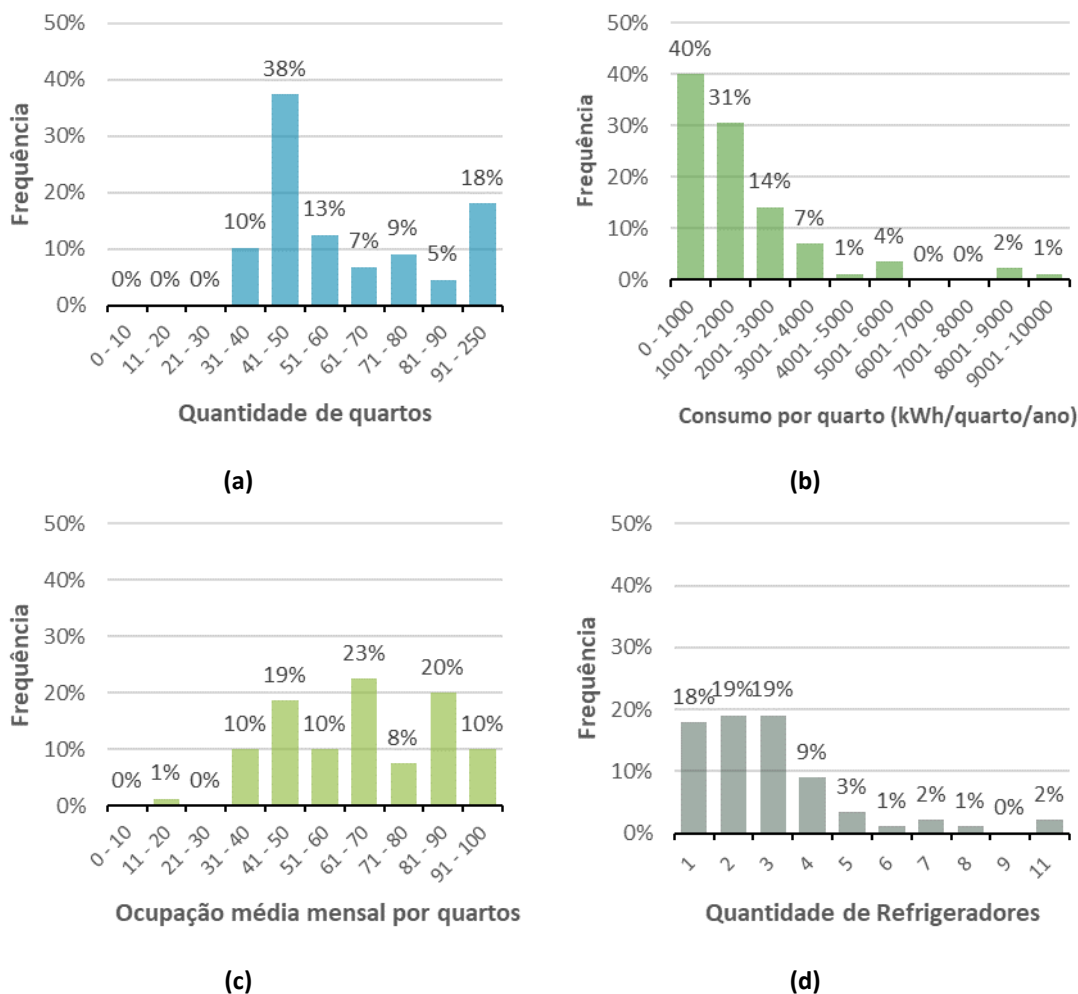 50%
40%
30%
20%
10%
0%
Frequência
0% 0% 0% 10% 38% 13% 7% 9% 5% 18%
0 - 10
11 - 20
21 - 30
31 - 40
41 - 50
51 - 60
61 - 70
71 - 80
81 - 90
91 - 250
Quantidade de quartos
(a)
50%
40%
30%
20%
10%
0%
Frequência
40% 31% 14% 7% 1% 4% 0% 0% 2% 1%
0 - 1000
1001 - 2000
2001 - 3000
3001 - 4000
4001 - 5000
5001 - 6000
6001 - 7000
7001 - 8000
8001 - 9000
9001 - 10000
Consumo por quarto (kWh/quarto/ano)
(b)
50%
40%
30%
20%
10%
0%
Frequência
0% 1% 0% 10% 19% 10% 23% 8% 20% 10%
0 - 10
11 - 20
21 - 30
31 - 40
41 - 50
51 - 60
61 - 70
71 - 80
81 - 90
91 - 100
Ocupação média mensal por quartos
(c)
50%
40%
30%
20%
10%
0%
Frequência
18% 19% 19% 9% 3% 1% 2% 1% 0% 2%
1
2
3
4
5
6
7
8
9
11
Quantidade de Refrigeradores
(d)